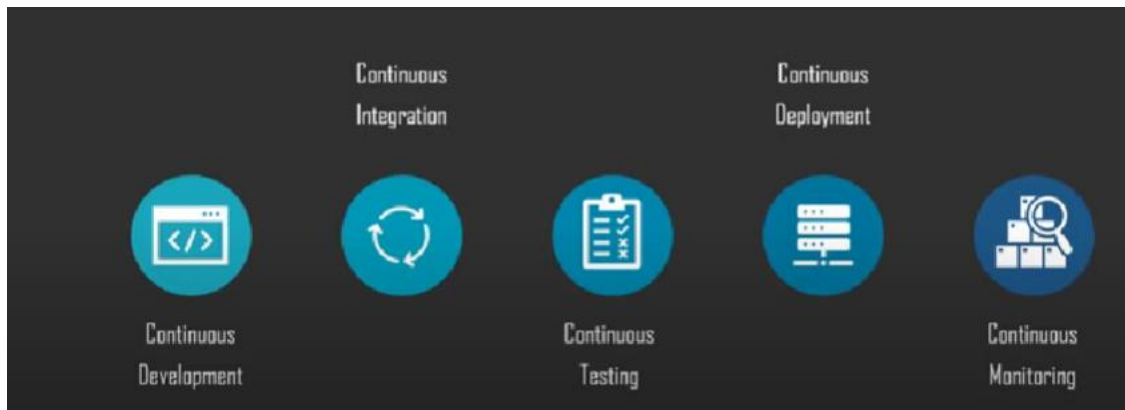 Continuous
Integration
Continuous
Deployment
</>
Continuous
Development
Continuous
Testing
Continuous
Monitoring